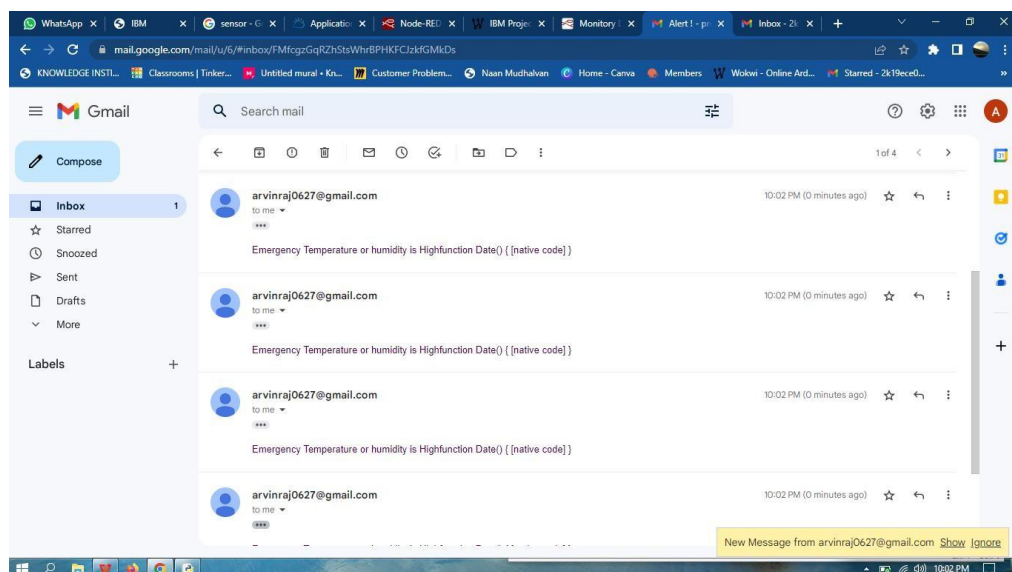 WhatsApp
IBM
sensor - G
Applicatio
Node-RED
IBM Projec
Monitory
Alert ! - pr
Inbox - 2k
mail.google.com/mail/u/6/#inbox/FMfcgzGqRZhStsWhrBPHKFCJzkfGMkDs
KNOWLEDGE INSTI...
Classrooms | Tinker...
Untitled mural • Kn...
Customer Problem...
Naan Mudhalvan
Home - Canva
Members
Wokwi - Online Ard...
Starred - 2k19ece0...
»
Gmail
Search mail
A
Compose
1 of 4
Inbox 1
Starred
Snoozed
Sent
Drafts
More
Labels
arvinraj0627@gmail.com 10:02 PM (0 minutes ago)
to me
Emergency Temperature or humidity is Highfunction Date() { [native code] }
arvinraj0627@gmail.com 10:02 PM (0 minutes ago)
to me
Emergency Temperature or humidity is Highfunction Date() { [native code] }
arvinraj0627@gmail.com 10:02 PM (0 minutes ago)
to me
Emergency Temperature or humidity is Highfunction Date() { [native code] }
arvinraj0627@gmail.com 10:02 PM (0 minutes ago)
to me
New Message from arvinraj0627@gmail.com Show Ignore
10:02 PM